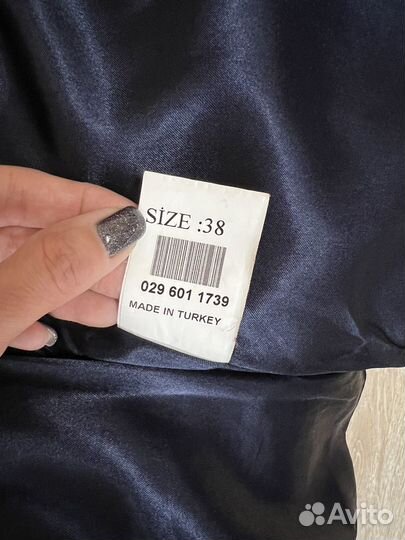 SİZE :38
029 601 1739
MADE IN TURKEY
Avito